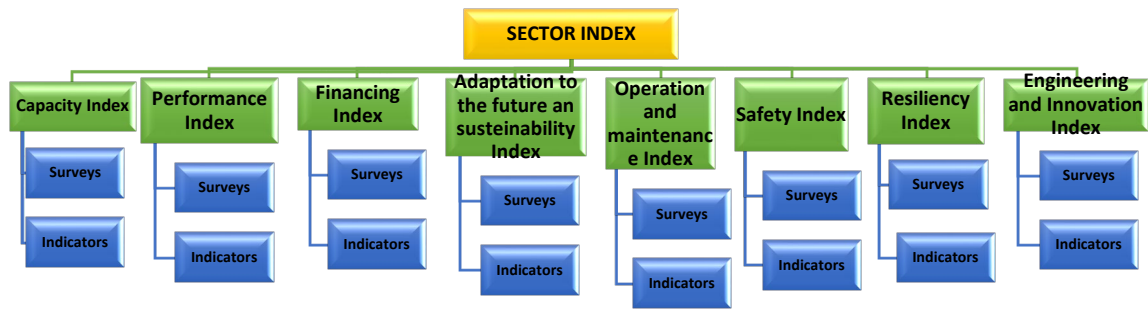 SECTOR INDEX
Capacity Index
Surveys
Indicators
Performance
Index
Surveys
Indicators
Financing
Index
Surveys
Indicators
Adaptation to
the future an
susteinability
Index
Surveys
Indicators
Operation
and
maintenanc
e Index
Surveys
Indicators
Safety Index
Surveys
Indicators
Resiliency
Index
Surveys
Indicators
Engineering
and Innovation
Index
Surveys
Indicators